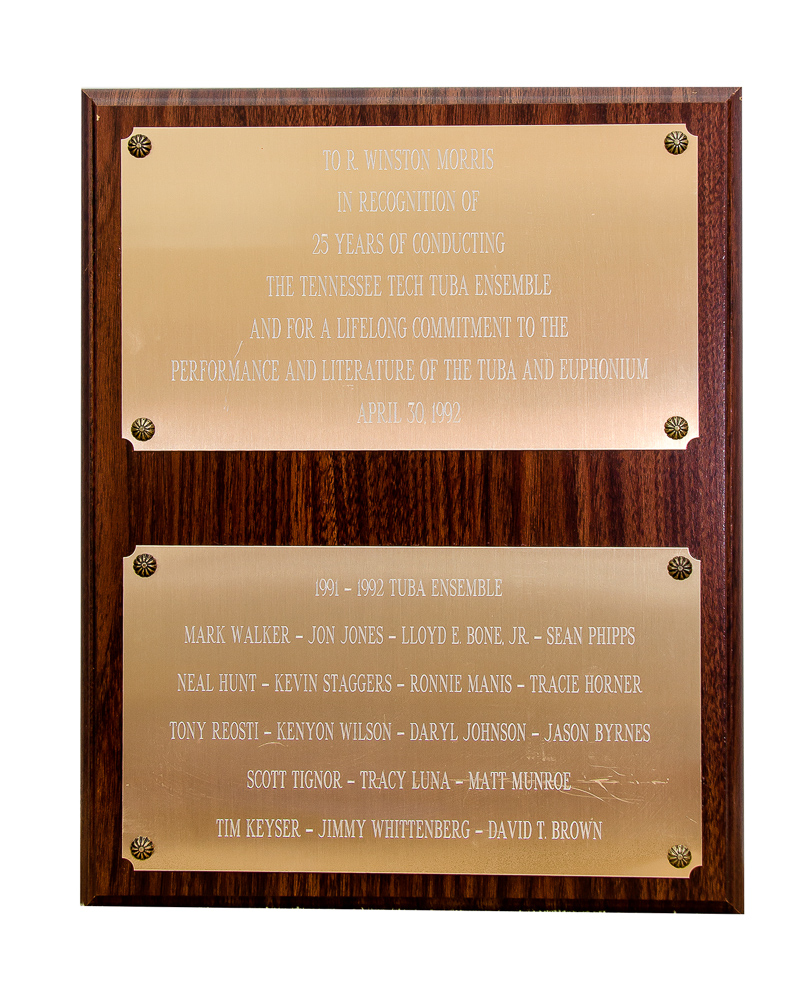 TO R. WINSTON MORRIS
IN RECOGNITION OF
25 YEARS OF CONDUCTING
THE TENNESSEE TECH TUBA ENSEMBLE
AND FOR A LIFELONG COMMITMENT TO THE
PERFORMANCE AND LITERATURE OF THE TUBA AND EUPHONIUM
APRIL 30, 1992
1991 - 1992 TUBA ENSEMBLE
MARK WALKER - JON JONES - LLOYD E. BONE, JR. - SEAN PHIPPS
NEAL HUNT - KEVIN STAGGERS - RONNIE MANIS - TRACIE HORNER
TONY REOSTI - KENYON WILSON - DARYL JOHNSON - JASON BYRNES
SCOTT TIGNOR - TRACY LUNA - MATT MUNROE
TIM KEYSER - JIMMY WHITTENBERG - DAVID T. BROWN